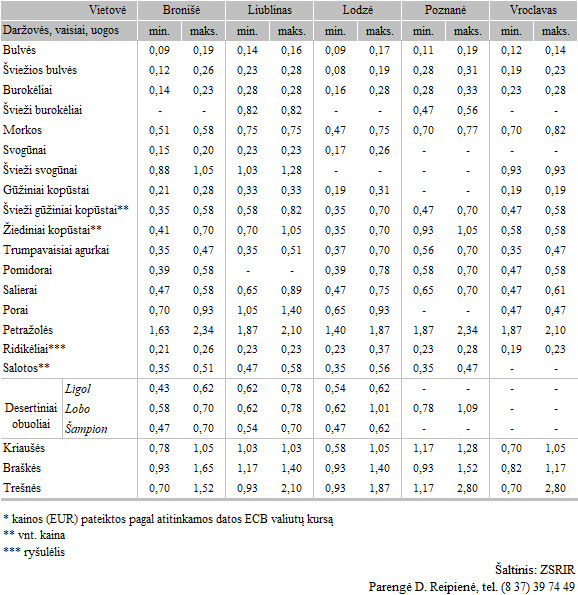 Vietovė Bronišė Liublinas Lodzė Poznanė Vroclavas
Daržovės, vaisiai, uogos min. maks. min. maks. min. maks. min. maks. min. maks.
Bulvės 0,09 0,19 0,14 0,16 0,09 0,17 0,11 0,19 0,12 0,14
Šviežios bulvės 0,12 0,26 0,23 0,28 0,08 0,19 0,28 0,31 0,19 0,23
Burokėliai 0,14 0,23 0,28 0,28 0,16 0,28 0,28 0,33 0,23 0,28
Švieži burokėliai - - 0,82 0,82 - - 0,47 0,56 - -
Morkos 0,51 0,58 0,75 0,75 0,47 0,75 0,70 0,77 0,70 0,82
Svogūnai 0,15 0,20 0,23 0,23 0,17 0,26 - - - -
Švieži svogūnai 0,88 1,05 1,03 1,28 - - - - 0,93 0,93
Gūžiniai kopūstai 0,21 0,28 0,33 0,33 0,19 0,31 - - 0,19 0,19
Švieži gūžiniai kopūstai** 0,35 0,58 0,58 0,82 0,35 0,70 0,47 0,70 0,47 0,58
Žiediniai kopūstai** 0,41 0,70 0,70 1,05 0,35 0,70 0,93 1,05 0,58 0,58
Trumpavaisiai agurkai 0,35 0,47 0,35 0,51 0,37 0,70 0,56 0,70 0,35 0,47
Pomidorai 0,39 0,58 - - 0,39 0,78 0,58 0,70 0,47 0,58
Salierai 0,47 0,58 0,65 0,89 0,47 0,75 0,65 0,70 0,47 0,61
Porai 0,70 0,93 1,05 1,40 0,65 0,93 - - 0,47 0,47
Petražolės 1,63 2,34 1,87 2,10 1,40 1,87 1,87 2,34 1,87 2,10
Ridikėliai*** 0,21 0,26 0,23 0,23 0,23 0,37 0,23 0,28 0,19 0,23
Salotos** 0,35 0,51 0,47 0,58 0,35 0,56 0,35 0,47 - -
Desertiniai obuoliai Ligol 0,43 0,62 0,62 0,78 0,54 0,62 - - - -
Lobo 0,58 0,70 0,62 0,78 0,62 1,01 0,78 1,09 - -
Šampion 0,47 0,70 0,54 0,70 0,47 0,62 - - - -
Kriaušės 0,78 1,05 1,03 1,03 0,58 1,05 1,17 1,28 0,70 1,05
Braškės 0,93 1,65 1,17 1,40 0,93 1,40 0,93 1,52 0,82 1,17
Trešnės 0,70 1,52 0,93 2,10 0,93 1,87 1,17 2,80 0,70 2,80
* kainos (EUR) pateiktos pagal atitinkamos datos ECB valiutų kursą
** vnt. kaina
*** ryšulėlis
Šaltinis: ZSRIR
Parengė D. Reipienė, tel. (8 37) 39 74 49